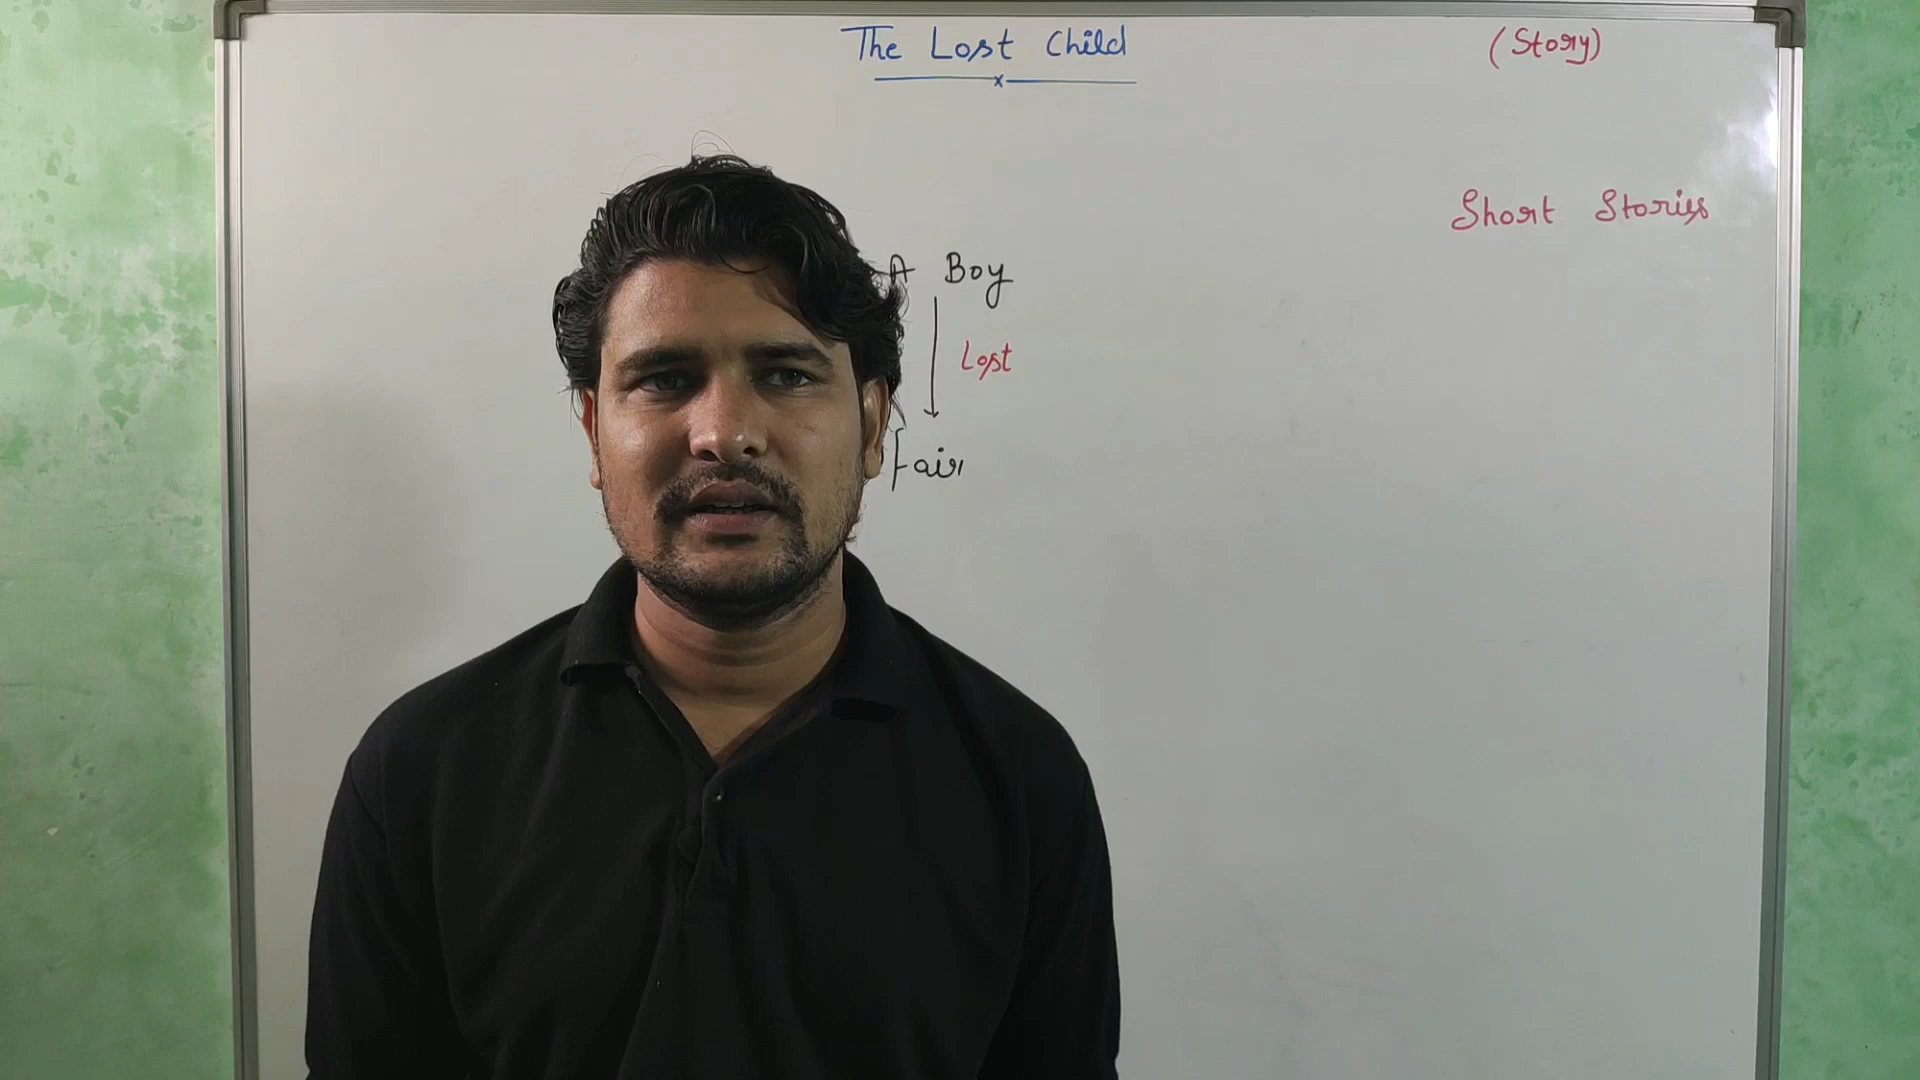 The Lost Child
(Story)
Short Stories
A Boy
Lost
Fair